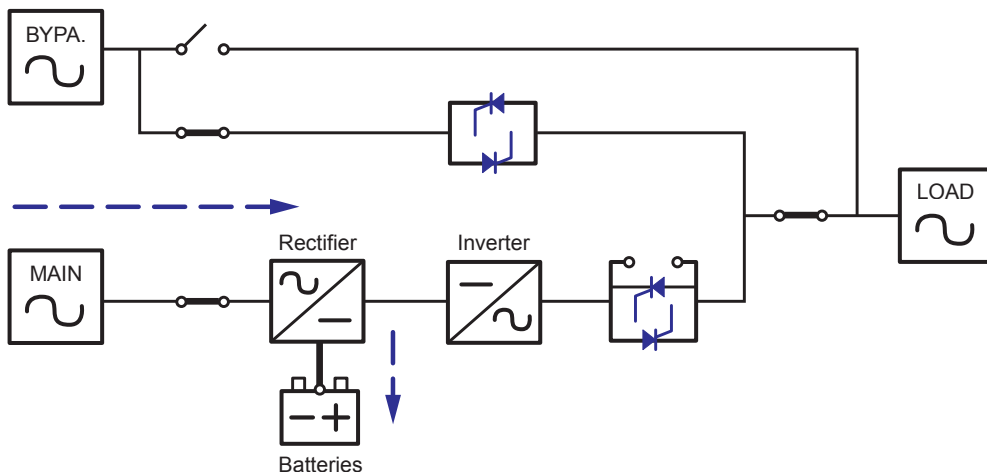 BYPA.
LOAD
Rectifier
Inverter
MAIN
Batteries